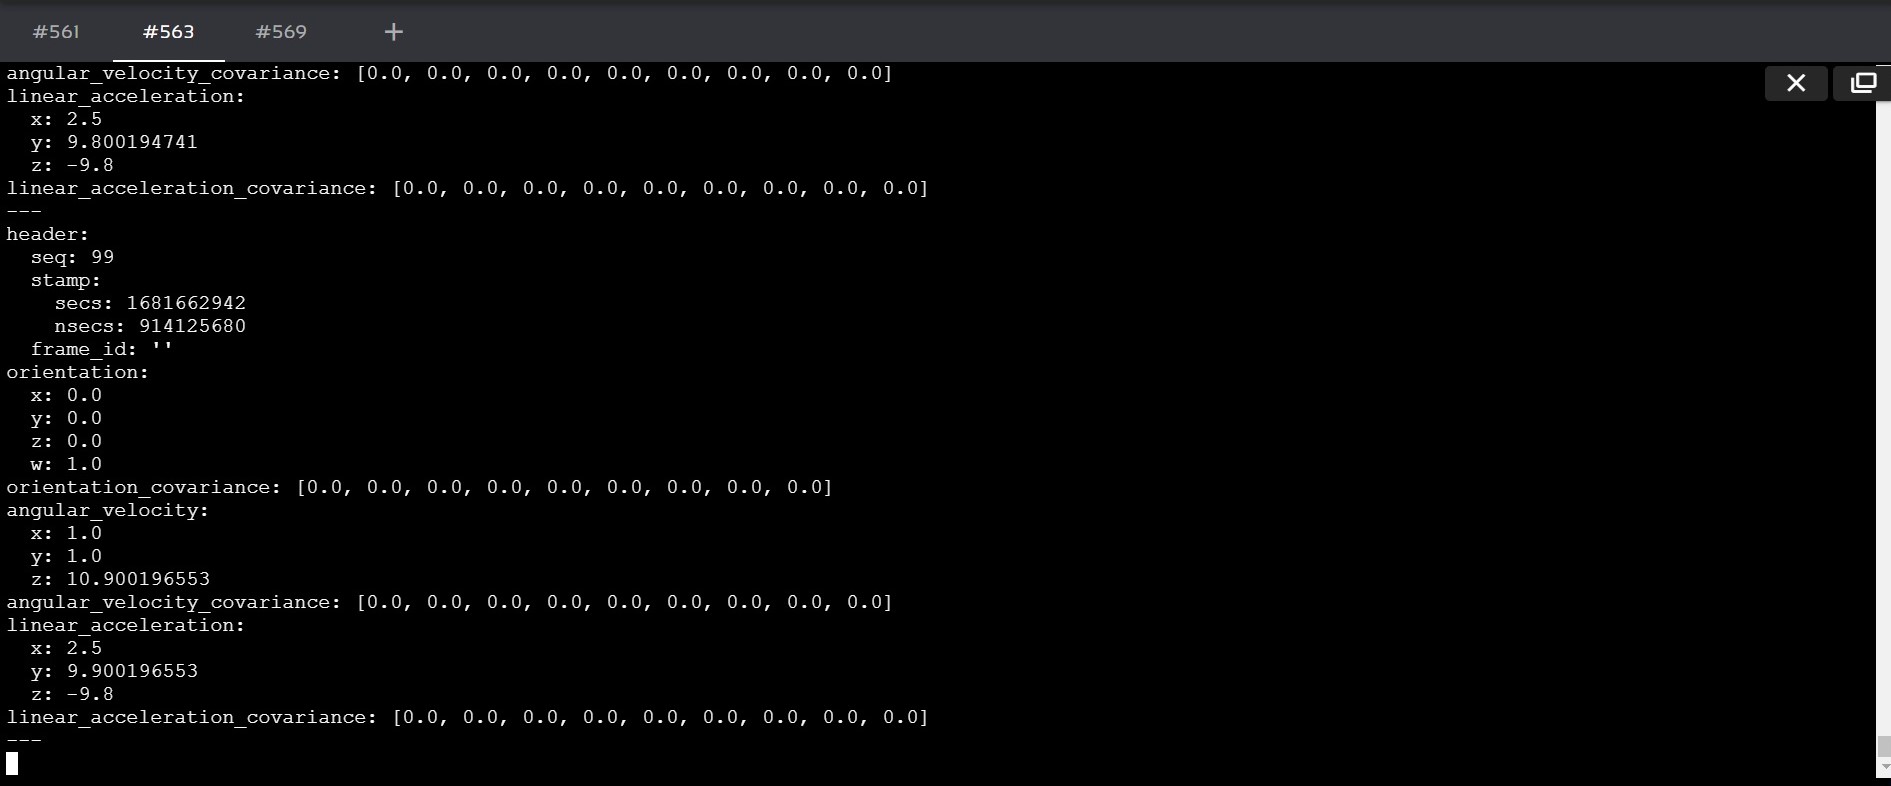 #561 #563 #569 +
angular_velocity_covariance: [0.0, 0.0, 0.0, 0.0, 0.0, 0.0, 0.0, 0.0, 0.0]
linear_acceleration:
  x: 2.5
  y: 9.800194741
  z: -9.8
linear_acceleration_covariance: [0.0, 0.0, 0.0, 0.0, 0.0, 0.0, 0.0, 0.0, 0.0]
---
header:
  seq: 99
  stamp:
    secs: 1681662942
    nsecs: 914125680
  frame_id: ''
orientation:
  x: 0.0
  y: 0.0
  z: 0.0
  w: 1.0
orientation_covariance: [0.0, 0.0, 0.0, 0.0, 0.0, 0.0, 0.0, 0.0, 0.0]
angular_velocity:
  x: 1.0
  y: 1.0
  z: 10.900196553
angular_velocity_covariance: [0.0, 0.0, 0.0, 0.0, 0.0, 0.0, 0.0, 0.0, 0.0]
linear_acceleration:
  x: 2.5
  y: 9.900196553
  z: -9.8
linear_acceleration_covariance: [0.0, 0.0, 0.0, 0.0, 0.0, 0.0, 0.0, 0.0, 0.0]
---